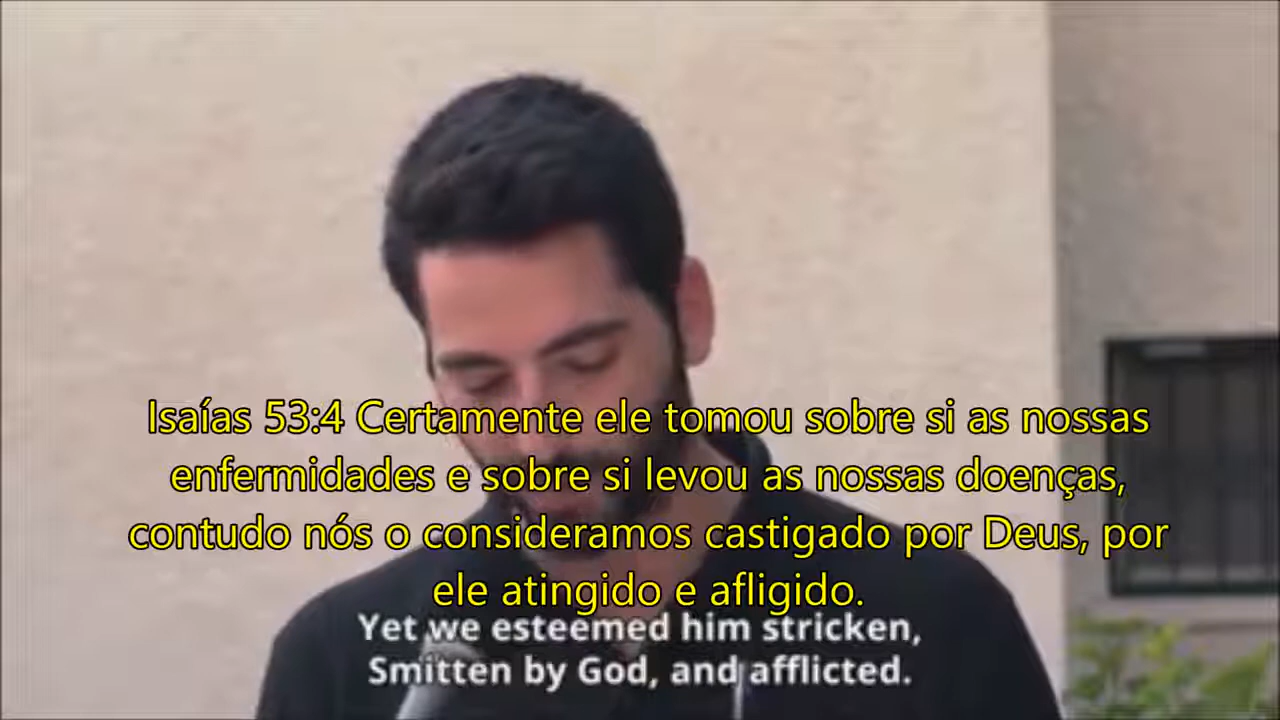 Isaías 53:4 Certamente ele tomou sobre si as nossas
enfermidades e sobre si levou as nossas doenças,
contudo nós o consideramos castigado por Deus, por
ele atingido e afligido.
Yet we esteemed him stricken,
Smitten by God, and afflicted.